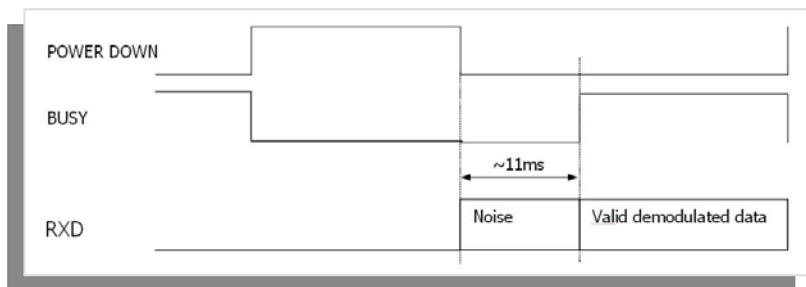 POWER DOWN
BUSY
~11ms
RXD
Noise
Valid demodulated data